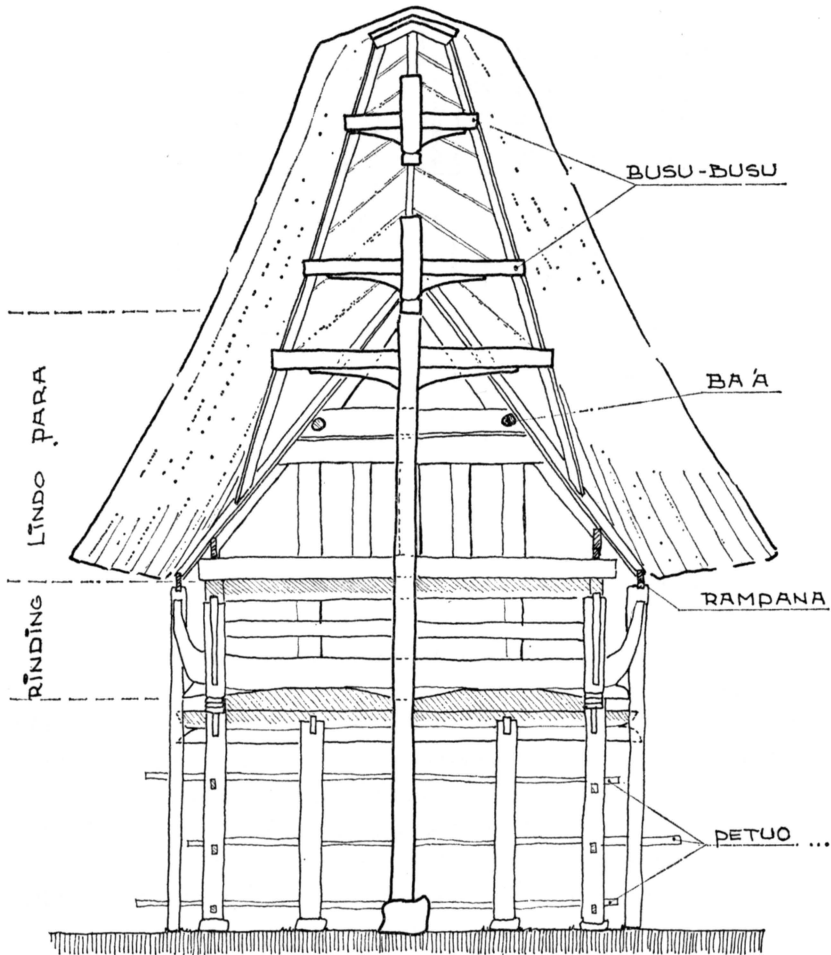 BUSU-BUSU
BA'A
LINDO PARA
RAMPANA
RINDING
PETUO ...